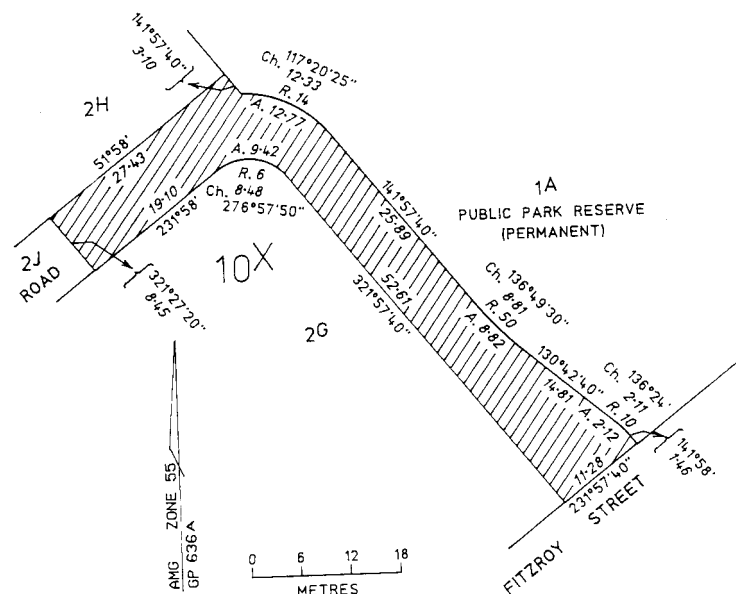 141°57'40"
3·10
2H
117°20'25"
Ch. 12·33
R. 14
A. 12·77
51°58'
27·43
A. 9·42
R. 6
Ch. 8·48
276°57'50"
19·10
231°58'
2J
ROAD
321°27'20"
8·45
10X
2G
141°57'40"
25·89
1A
PUBLIC PARK RESERVE
(PERMANENT)
52·61
321°57'40"
Ch. 136°49'30"
8·81
R. 50
A. 8·82
130°42'40"
14·81
Ch. 136°24'
2·11
R. 10
A. 2·12
141°58'
1·46
11·28
231°57'40"
FITZROY STREET
AMG ZONE 55
GP 636A
0 6 12 18
METRES